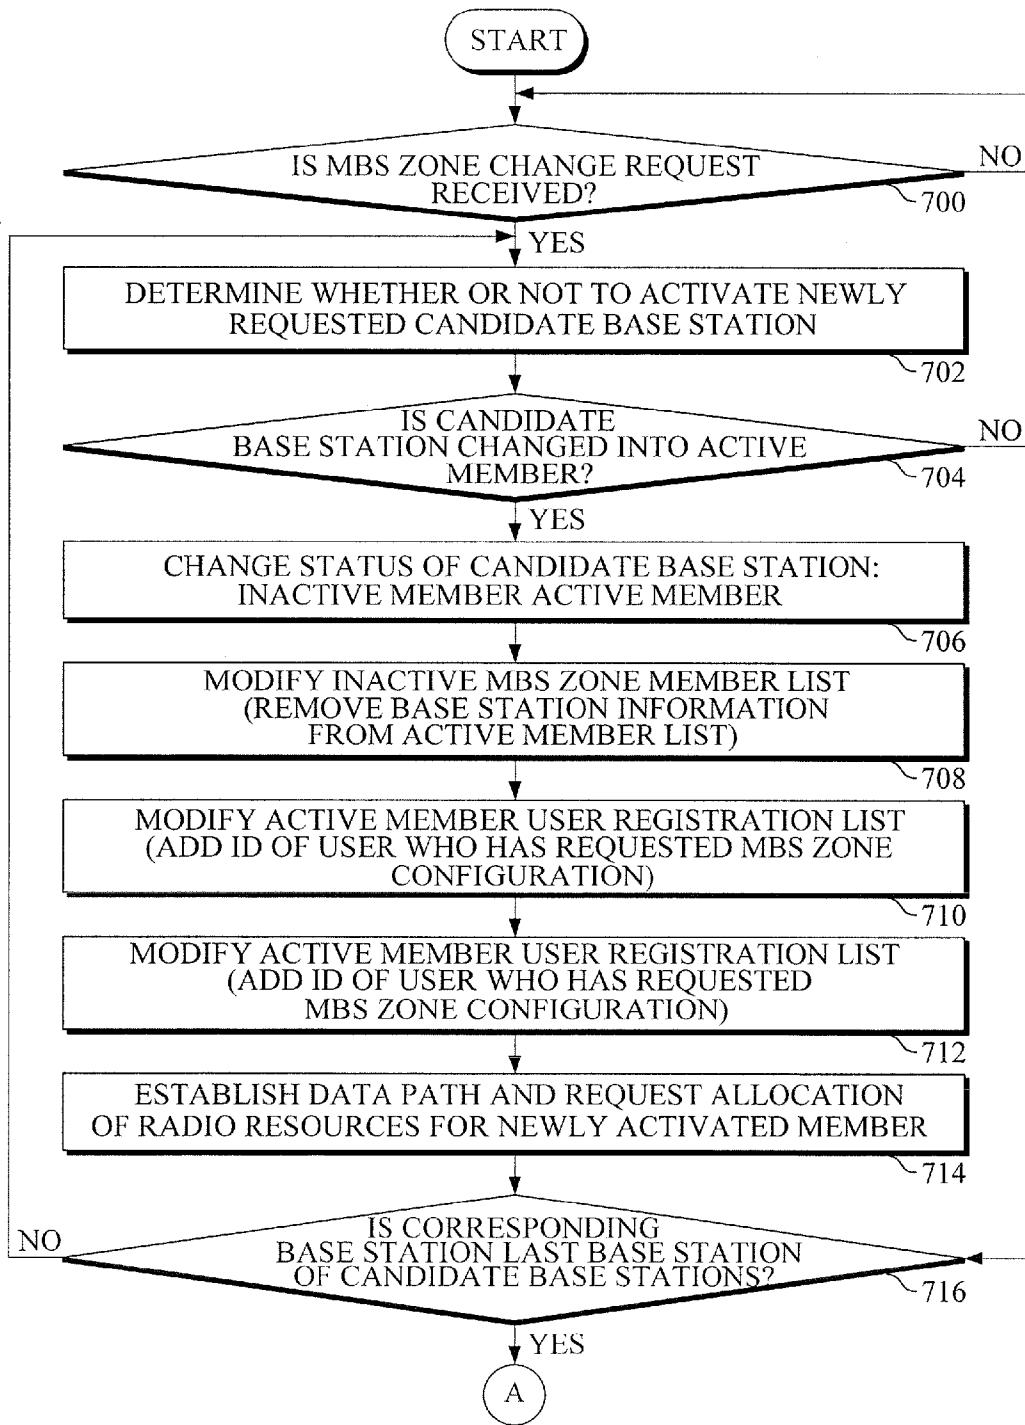 START
IS MBS ZONE CHANGE REQUEST
RECEIVED?
NO
700
YES
DETERMINE WHETHER OR NOT TO ACTIVATE NEWLY
REQUESTED CANDIDATE BASE STATION
702
IS CANDIDATE
BASE STATION CHANGED INTO ACTIVE
MEMBER?
NO
704
YES
CHANGE STATUS OF CANDIDATE BASE STATION:
INACTIVE MEMBER ACTIVE MEMBER
706
MODIFY INACTIVE MBS ZONE MEMBER LIST
(REMOVE BASE STATION INFORMATION
FROM ACTIVE MEMBER LIST)
708
MODIFY ACTIVE MEMBER USER REGISTRATION LIST
(ADD ID OF USER WHO HAS REQUESTED MBS ZONE
CONFIGURATION)
710
MODIFY ACTIVE MEMBER USER REGISTRATION LIST
(ADD ID OF USER WHO HAS REQUESTED
MBS ZONE CONFIGURATION)
712
ESTABLISH DATA PATH AND REQUEST ALLOCATION
OF RADIO RESOURCES FOR NEWLY ACTIVATED MEMBER
714
NO
IS CORRESPONDING
BASE STATION LAST BASE STATION
OF CANDIDATE BASE STATIONS?
716
YES
A